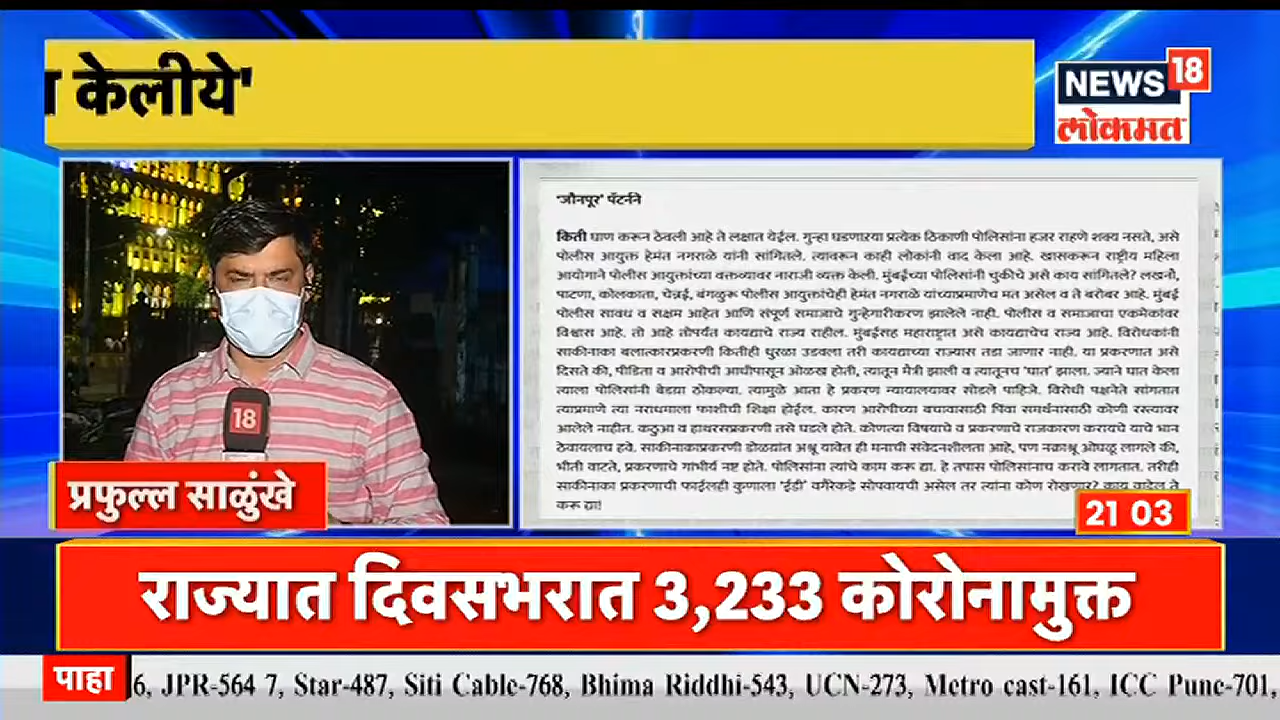 केलीये'
NEWS 18
लोकमत
'जौनपूर' पॅटर्नने
किती घाण करून ठेवली आहे ते लक्षात येईल. गुन्हा घडणाऱ्या प्रत्येक ठिकाणी पोलिसांना हजर राहणे शक्य नसते, असे
पोलीस आयुक्त हेमंत नगराळे यांनी सांगितले. त्यावरून काही लोकांनी वाद केला आहे. खासकरून राष्ट्रीय महिला
आयोगाने पोलीस आयुक्तांच्या वक्तव्यावर नाराजी व्यक्त केली. मुंबईच्या पोलिसांनी चुकीचे असे काय सांगितले? लखनौ,
पाटणा, कोलकाता, चेन्नई, बंगळुरू पोलीस आयुक्तांचेही हेमंत नगराळे यांच्याप्रमाणेच मत असेल व ते बरोबर आहे. मुंबई
पोलीस सावध व सक्षम आहेत आणि संपूर्ण समाजाचे गुन्हेगारीकरण झालेले नाही. पोलीस व समाजाचा एकमेकांवर
विश्वास आहे. तो आहे तोपर्यंत कायद्याचे राज्य राहील. मुंबईसह महाराष्ट्रात असे कायद्याचेच राज्य आहे. विरोधकांनी
साकीनाका बलात्कारप्रकरणी कितीही धुरळा उडवला तरी कायद्याच्या राज्यास तडा जाणार नाही. या प्रकरणात असे
दिसते की, पीडिता व आरोपीची आधीपासून ओळख होती, त्यातून मैत्री झाली व त्यातूनच 'घात' झाला. ज्याने घात केला
त्याला पोलिसांनी बेड्या ठोकल्या. त्यामुळे आता हे प्रकरण न्यायालयावर सोडले पाहिजे. विरोधी पक्षनेते सांगतात
त्याप्रमाणे त्या नराधमाला फाशीची शिक्षा होईल. कारण आरोपीच्या बचावासाठी किंवा समर्थनासाठी कोणी रस्त्यावर
आलेले नाहीत. कठुआ व हाथरसप्रकरणी तसे घडले होते. कोणत्या विषयाचे व प्रकरणाचे राजकारण करायचे याचे भान
ठेवायलाच हवे. साकीनाकाप्रकरणी डोळ्यांत अश्रू यावेत ही मनाची संवेदनशीलता आहे, पण नक्राश्रू ओघळू लागले की,
भीती वाटते, प्रकरणाचे गांभीर्य नष्ट होते. पोलिसांना त्यांचे काम करू द्या. हे तपास पोलिसांनाच करावे लागतात. तरीही
साकीनाका प्रकरणाची फाईलही कुणाला 'ईडी' वगैरेकडे सोपवायची असेल तर त्यांना कोण रोखणार? काय वाटेल ते
करू द्या!
18
प्रफुल्ल साळुंखे
21 03
राज्यात दिवसभरात 3,233 कोरोनामुक्त
पाहा 6, JPR-564 7, Star-487, Siti Cable-768, Bhima Riddhi-543, UCN-273, Metro cast-161, ICC Pune-701,